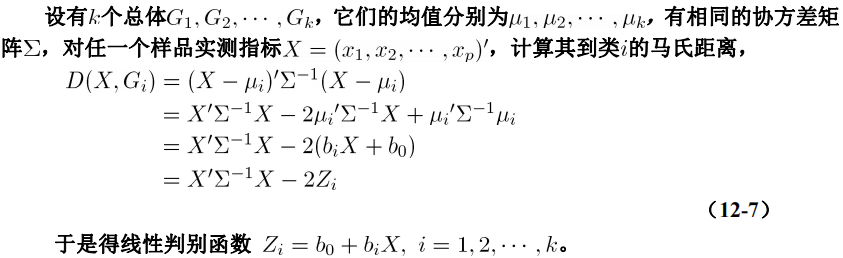 设有k个总体G₁, G₂, ⋯, Gₖ，它们的均值分别为μ₁, μ₂, ⋯, μₖ，有相同的协方差矩
阵Σ，对任一个样品实测指标X = (x₁, x₂, ⋯, xₚ)′，计算其到类i的马氏距离，
D(X, Gᵢ) = (X − μᵢ)′Σ⁻¹(X − μᵢ)
= X′Σ⁻¹X − 2μᵢ′Σ⁻¹X + μᵢ′Σ⁻¹μᵢ
= X′Σ⁻¹X − 2(bᵢX + b₀)
= X′Σ⁻¹X − 2Zᵢ
（12-7）
于是得线性判别函数 Zᵢ = b₀ + bᵢX, i = 1, 2, ⋯, k。